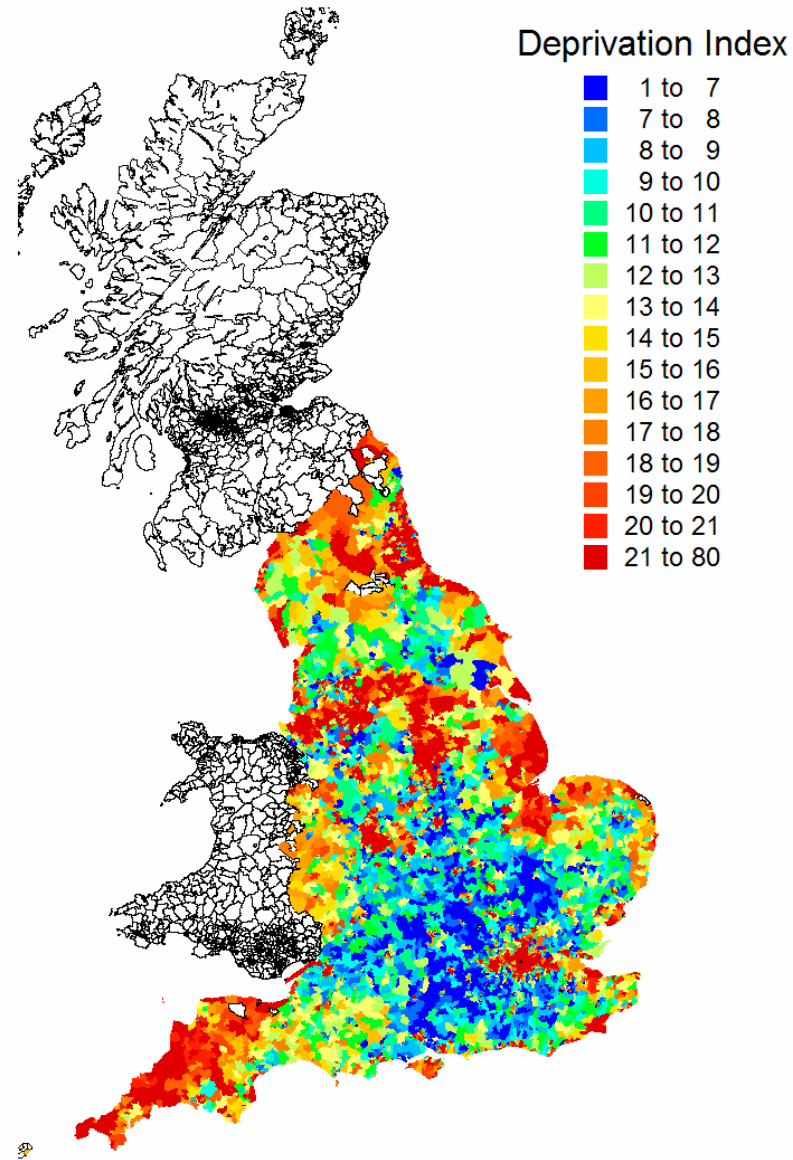 Deprivation Index
1 to 7
7 to 8
8 to 9
9 to 10
10 to 11
11 to 12
12 to 13
13 to 14
14 to 15
15 to 16
16 to 17
17 to 18
18 to 19
19 to 20
20 to 21
21 to 80